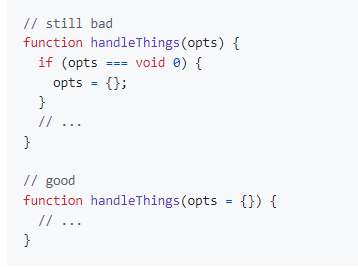 // still bad
function handleThings(opts) {
  if (opts === void 0) {
    opts = {};
  }
  // ...
}

// good
function handleThings(opts = {}) {
  // ...
}